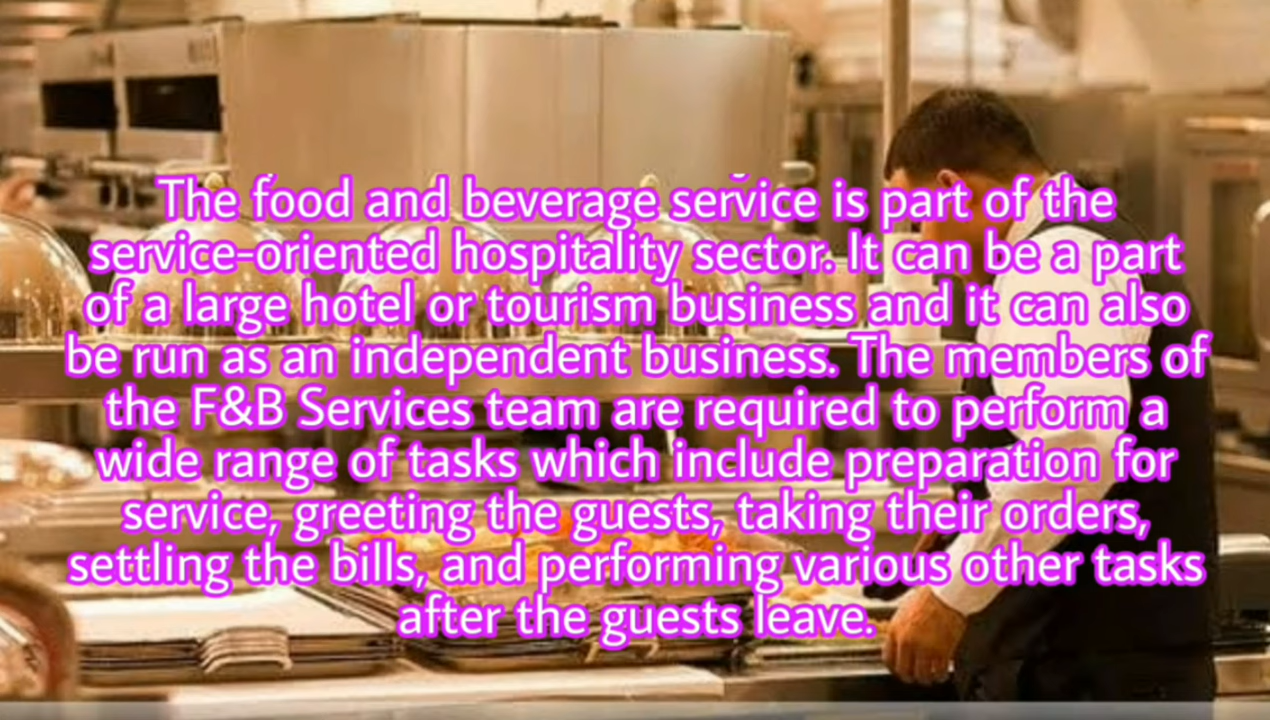 The food and beverage service is part of the
service-oriented hospitality sector. It can be a part
of a large hotel or tourism business and it can also
be run as an independent business. The members of
the F&B Services team are required to perform a
wide range of tasks which include preparation for
service, greeting the guests, taking their orders,
settling the bills, and performing various other tasks
after the guests leave.